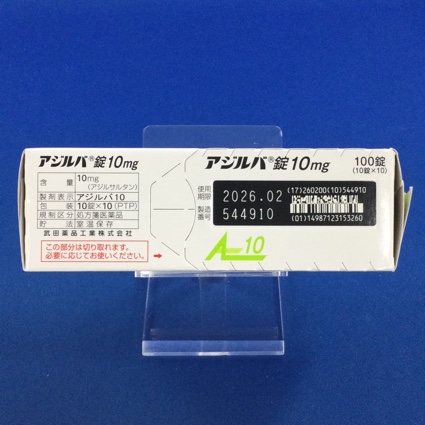 アジルバ®錠10mg
含 量 10mg
(アジルサルタン)
製剤表示 アジルバ10
包 装 10錠×10(PTP)
規制区分 処方箋医薬品
貯 法 室温保存
武田薬品工業株式会社
この部分は切り取れます。
必要に応じてお使いください。
アジルバ®錠10mg
100錠
(10錠×10)
使用
期限 2026.02
製造
番号 544910
(17)260200(10)544910
(01)14987123153260
A 10